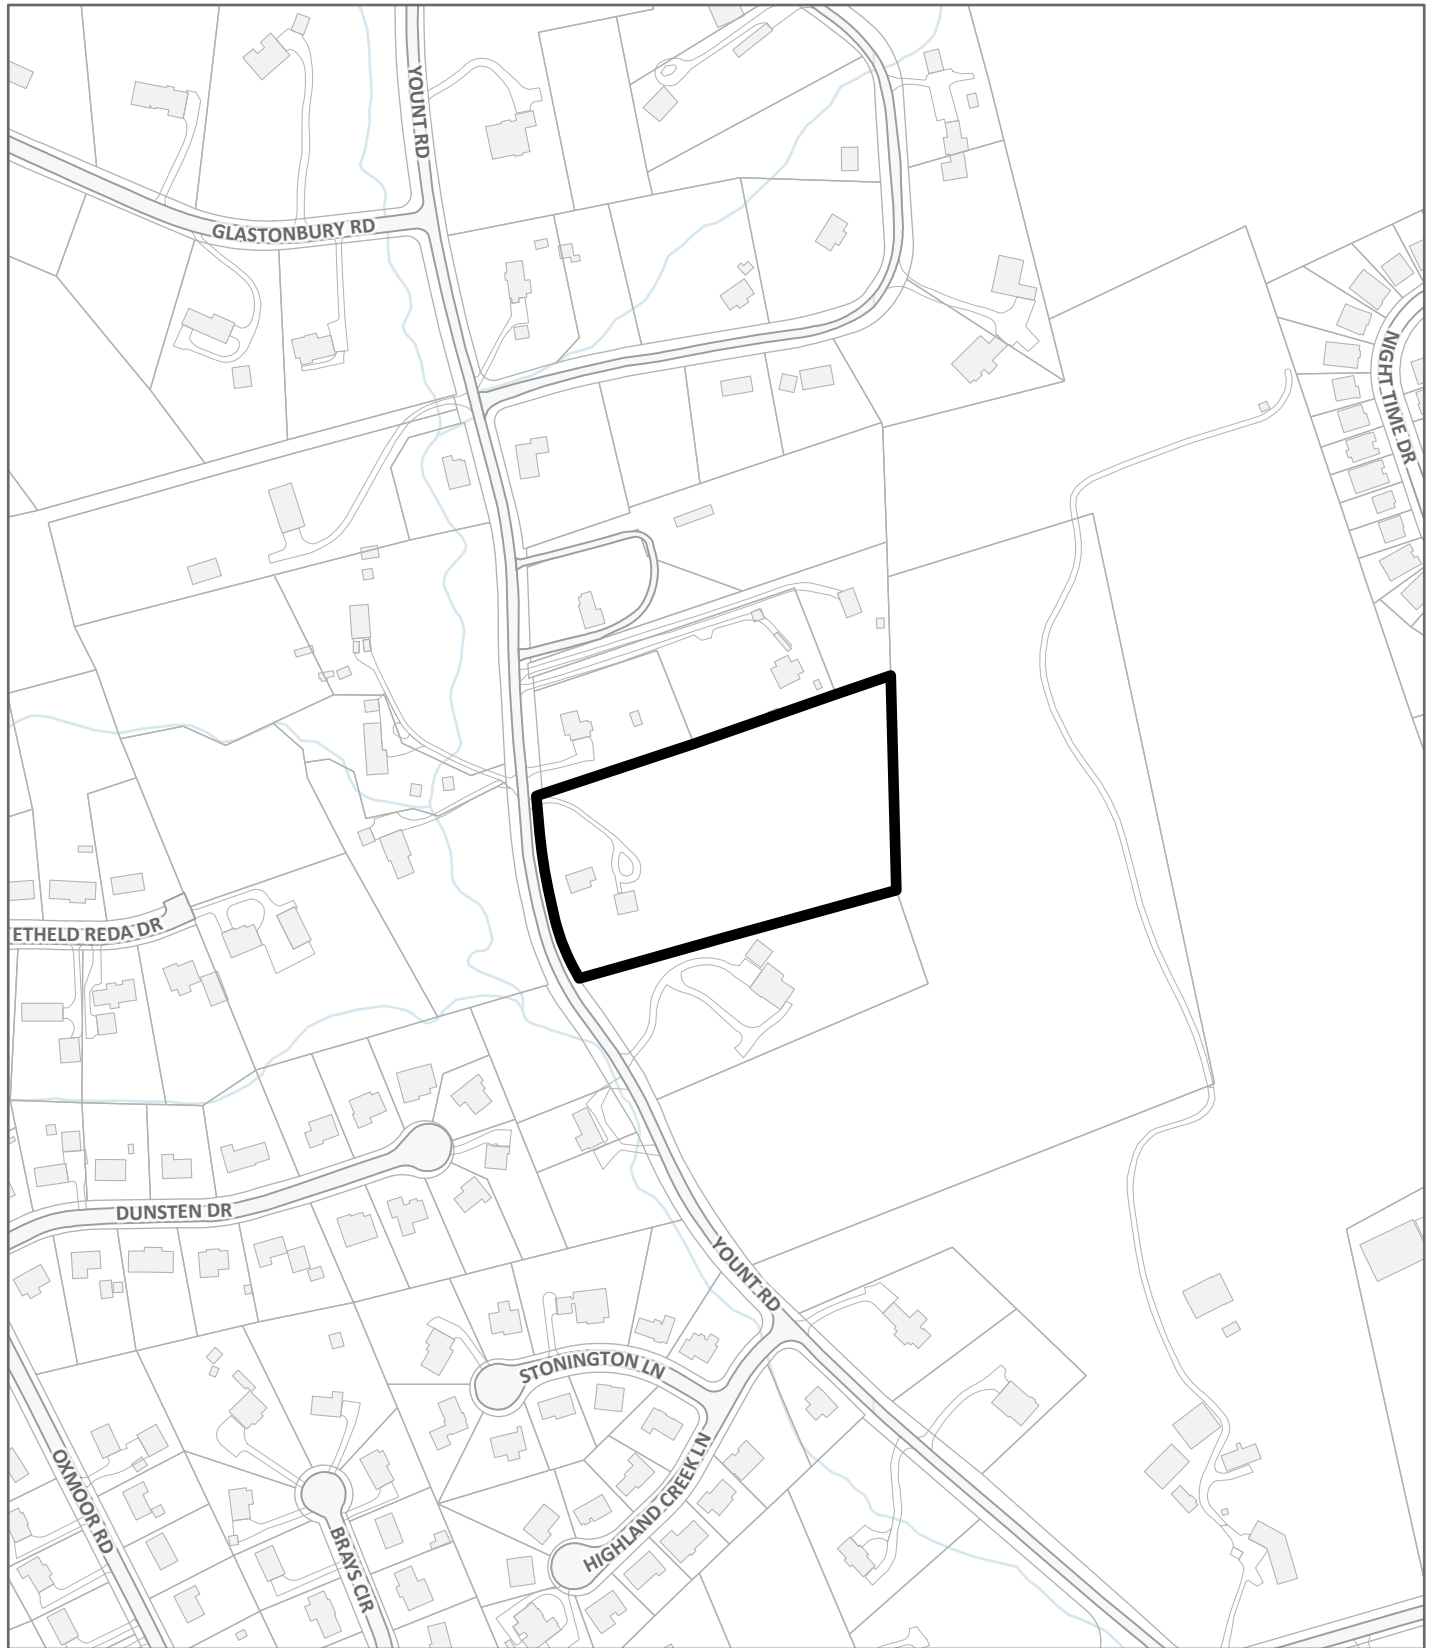 YOUNT RD
GLASTONBURY RD
NIGHT TIME DR
ETHELD REDA DR
DUNSTEN DR
YOUNT RD
STONINGTON LN
HIGHLAND CREEK LN
OXMOOR RD
BRAYS CIR